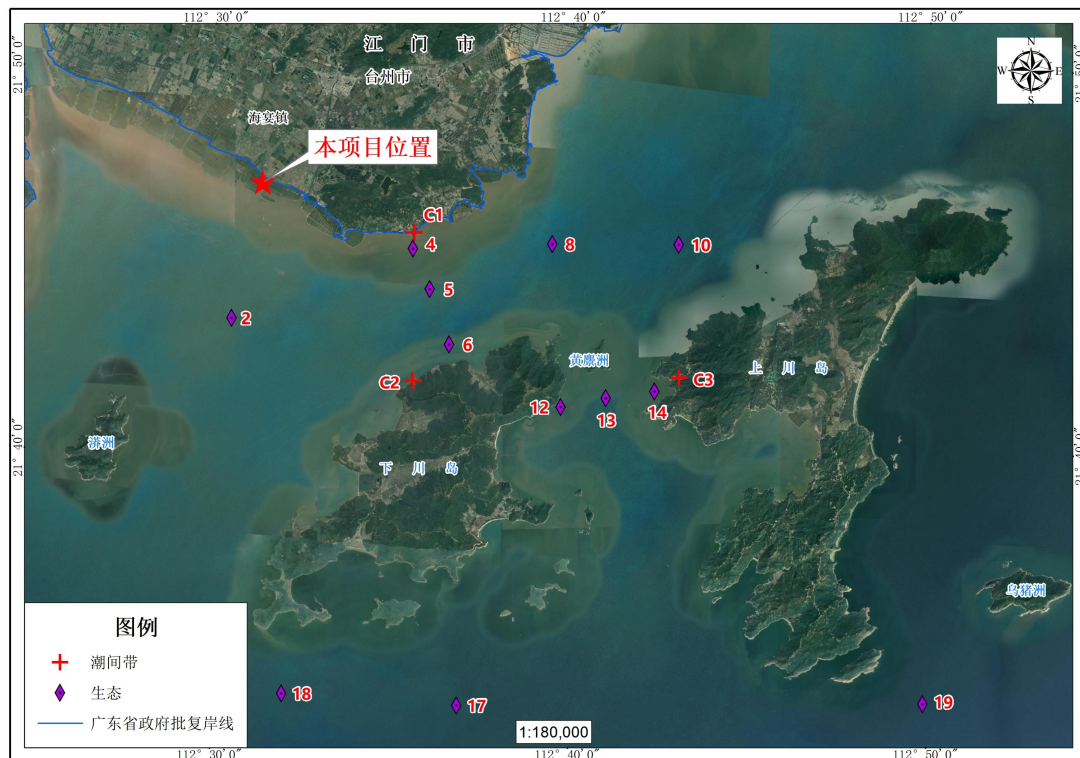 112° 30′0″
112° 40′0″
112° 50′0″
21° 50′0″
21° 50′0″
江 门 市
台州市
海宴镇
本项目位置
N
W
E
S
C1
4
8
10
5
2
6
黄麖洲
C2
C3
上 川 岛
12
13
14
漭洲
21° 40′0″
21° 40′0″
下 川 岛
乌猪洲
图例
潮间带
生态
广东省政府批复岸线
18
17
19
1:180,000
112° 30′0″
112° 40′0″
112° 50′0″